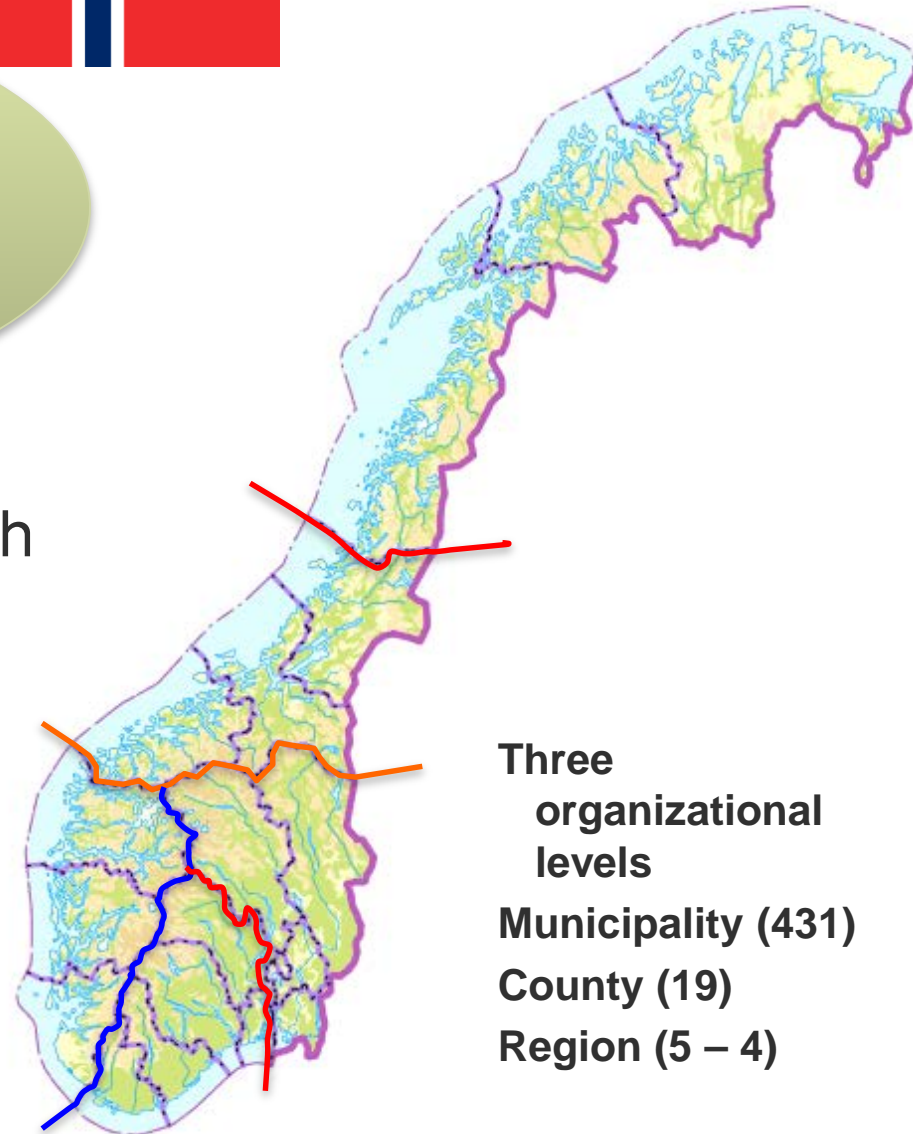 h
Three
organizational
levels
Municipality (431)
County (19)
Region (5 – 4)